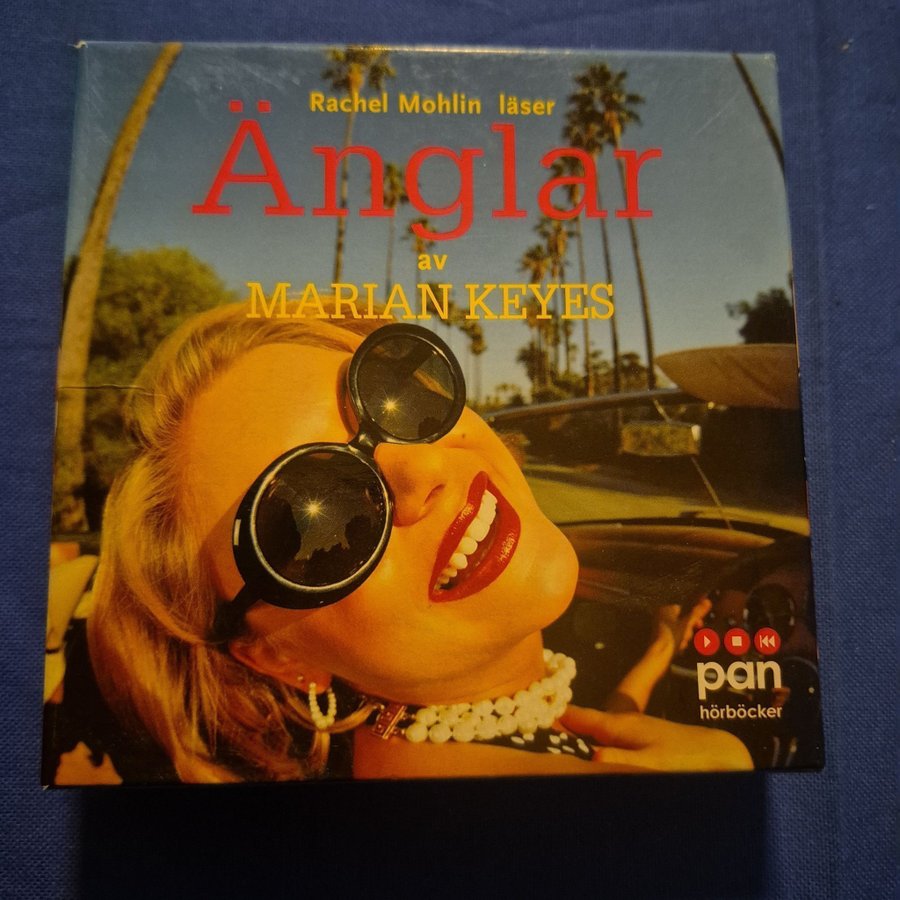 Rachel Mohlin läser
Änglar
av
MARIAN KEYES
pan
hörböcker